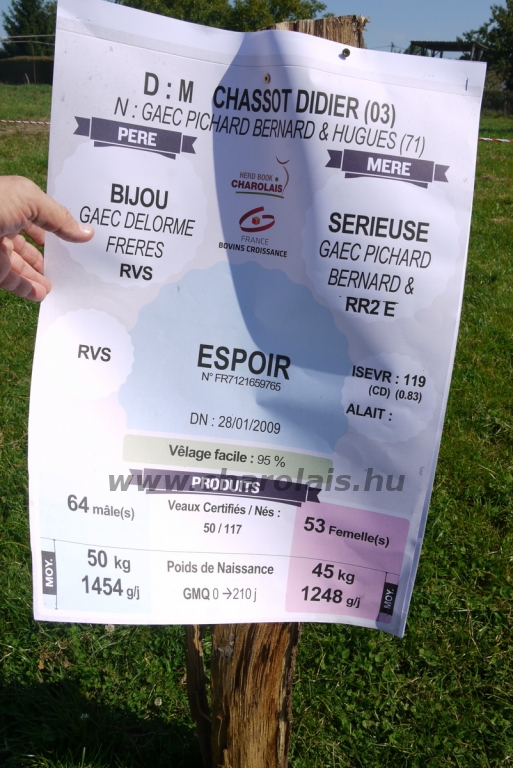 D : M CHASSOT DIDIER (03)
N : GAEC PICHARD BERNARD & HUGUES (71)
PERE
MERE
BIJOU
GAEC DELORME
FRERES
RVS
HERD BOOK
CHAROLAIS
FRANCE
BOVINS CROISSANCE
SERIEUSE
GAEC PICHARD
BERNARD &
RR2 E
RVS
ESPOIR
N° FR7121659765
DN : 28/01/2009
ISEVR : 119
(CD) (0.83)
ALAIT :
Vêlage facile : 95 %
www.charolais.hu
PRODUITS
64 mâle(s)
Veaux Certifiés / Nés :
50 / 117
53 Femelle(s)
MOY.
50 kg
1454 g/j
Poids de Naissance
GMQ 0 →210 j
45 kg
1248 g/j
MOY.